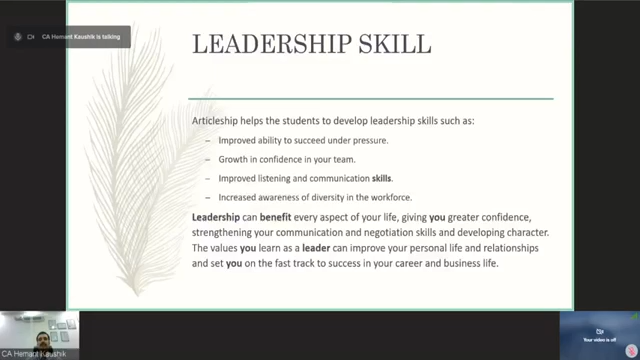 CA Hemant Kaushik is talking
LEADERSHIP SKILL
Articleship helps the students to develop leadership skills such as:
– Improved ability to succeed under pressure.
– Growth in confidence in your team.
– Improved listening and communication skills.
– Increased awareness of diversity in the workforce.
Leadership can benefit every aspect of your life, giving you greater confidence,
strengthening your communication and negotiation skills and developing character.
The values you learn as a leader can improve your personal life and relationships
and set you on the fast track to success in your career and business life.
CA Hemant Kaushik
Your video is off